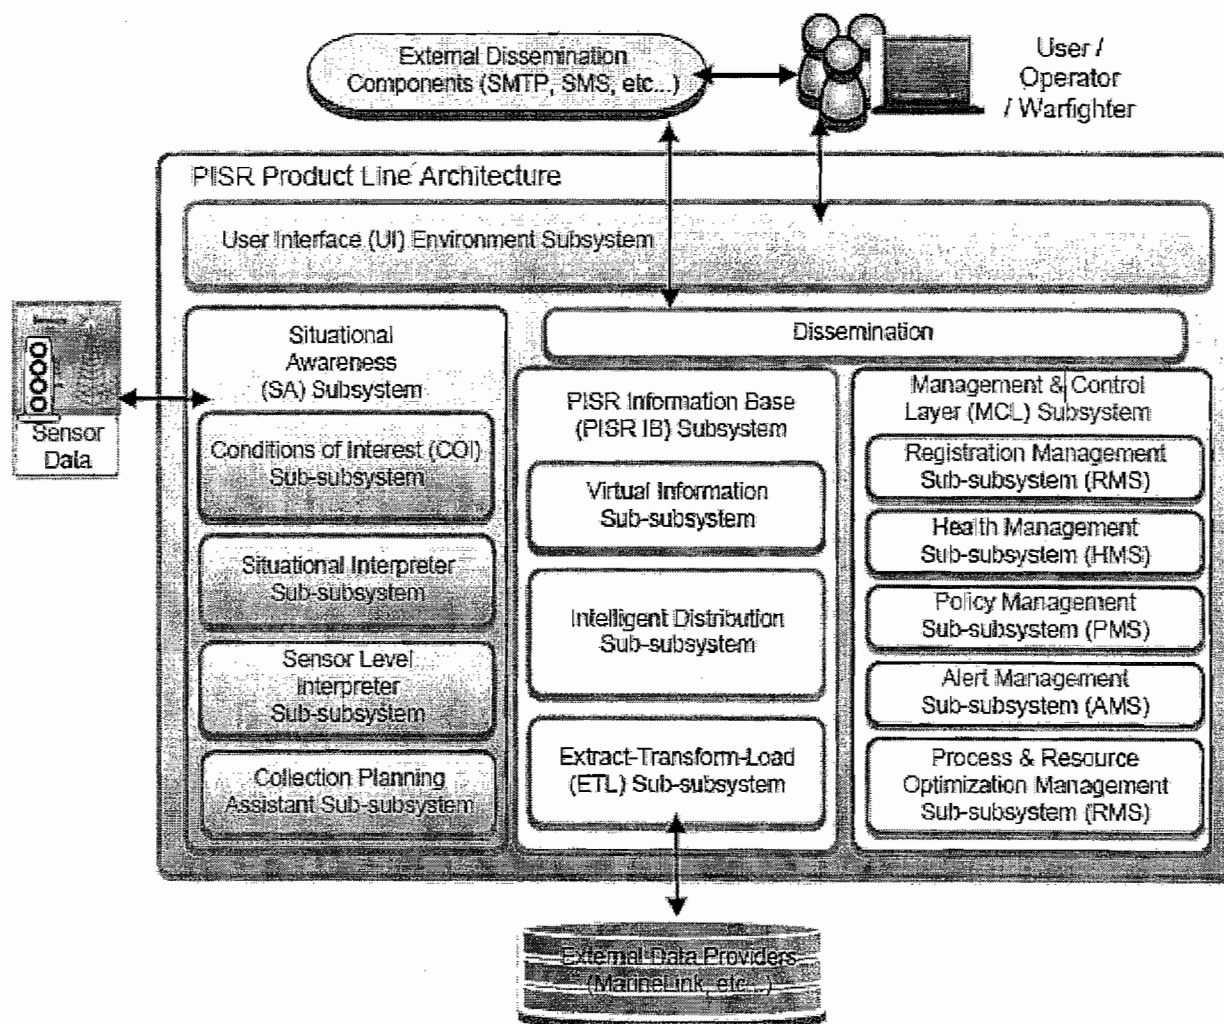 External Dissemination
Components (SMTP, SMS, etc...)
User /
Operator
/ Warfighter
PISR Product Line Architecture
User Interface (UI) Environment Subsystem
Sensor
Data
Situational
Awareness
(SA) Subsystem
Conditions of Interest (COI)
Sub-subsystem
Situational Interpreter
Sub-subsystem
Sensor Level
Interpreter
Sub-subsystem
Collection Planning
Assistant Sub-subsystem
Dissemination
PISR Information Base
(PISR IB) Subsystem
Virtual Information
Sub-subsystem
Intelligent Distribution
Sub-subsystem
Extract-Transform-Load
(ETL) Sub-subsystem
Management & Control
Layer (MCL) Subsystem
Registration Management
Sub-subsystem (RMS)
Health Management
Sub-subsystem (HMS)
Policy Management
Sub-subsystem (PMS)
Alert Management
Sub-subsystem (AMS)
Process & Resource
Optimization Management
Sub-subsystem (RMS)
External Data Providers
(MarineLink, etc...)